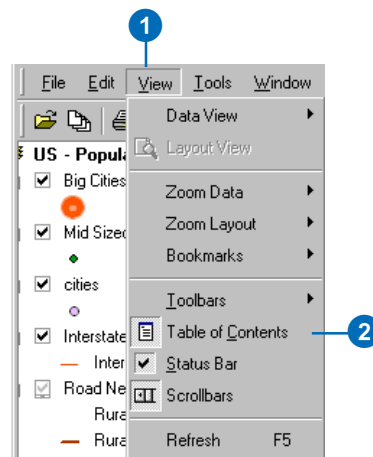 1
File Edit View Tools Window
Data View
US - Popula
Layout View
Big Cities
Zoom Data
Mid Sized
Zoom Layout
Bookmarks
cities
Toolbars
Interstate
Table of Contents
2
Inter
Status Bar
Road Ne
Scrollbars
Rura
Rura
Refresh F5